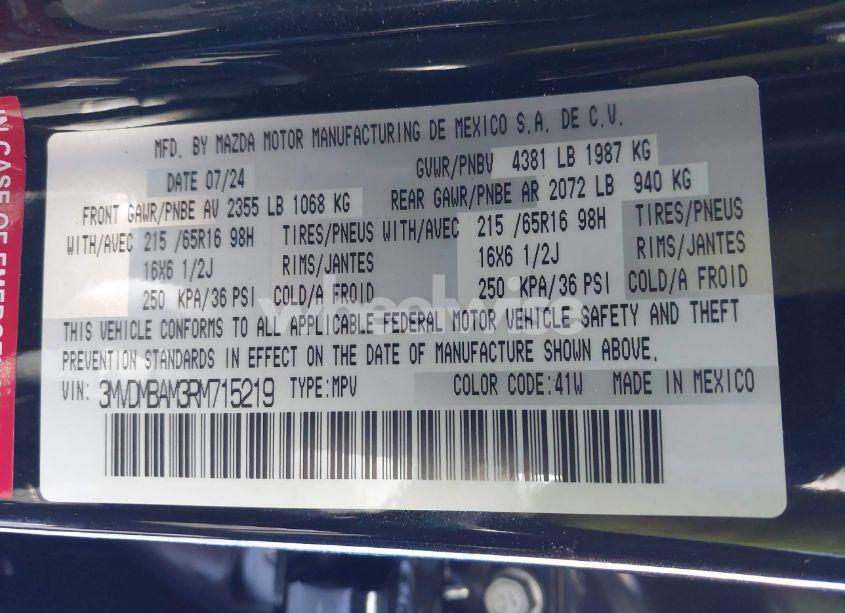 MFD. BY MAZDA MOTOR MANUFACTURING DE MEXICO S.A. DE C.V.
DATE 07/24 GVWR/PNBV 4381 LB 1987 KG
FRONT GAWR/PNBE AV 2355 LB 1068 KG REAR GAWR/PNBE AR 2072 LB 940 KG
WITH/AVEC 215 /65R16 98H TIRES/PNEUS WITH/AVEC 215 /65R16 98H TIRES/PNEUS
16X6 1/2J RIMS/JANTES 16X6 1/2J RIMS/JANTES
250 KPA/36 PSI COLD/A FROID 250 KPA/36 PSI COLD/A FROID
THIS VEHICLE CONFORMS TO ALL APPLICABLE FEDERAL MOTOR VEHICLE SAFETY AND THEFT
PREVENTION STANDARDS IN EFFECT ON THE DATE OF MANUFACTURE SHOWN ABOVE.
VIN: 3MVDMBAM3RM715219 TYPE:MPV COLOR CODE:41W MADE IN MEXICO
IN CASE OF
wheelwise